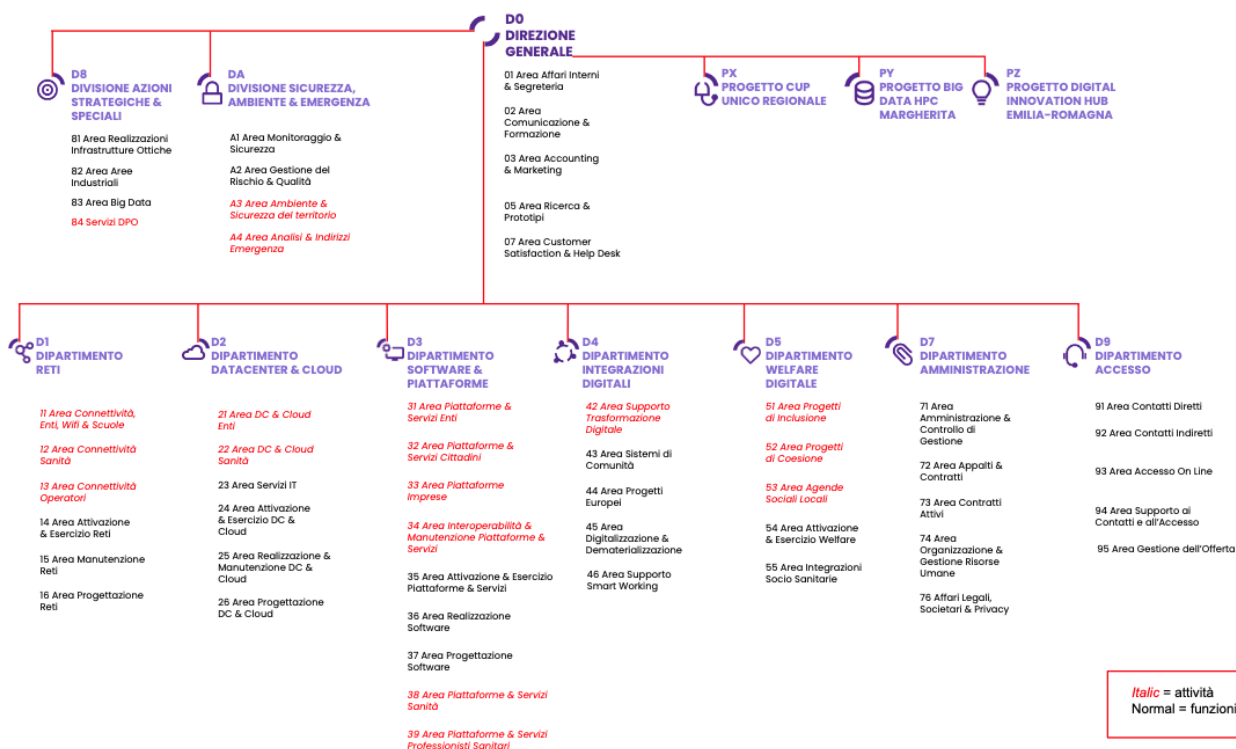 D0
DIREZIONE
GENERALE
01 Area Affari Interni
& Segreteria
02 Area
Comunicazione &
Formazione
03 Area Accounting
& Marketing
05 Area Ricerca &
Prototipi
07 Area Customer
Satisfaction & Help Desk
D8
DIVISIONE AZIONI
STRATEGICHE &
SPECIALI
81 Area Realizzazioni
Infrastrutture Ottiche
82 Area Aree
Industriali
83 Area Big Data
84 Servizi DPO
DA
DIVISIONE SICUREZZA,
AMBIENTE & EMERGENZA
A1 Area Monitoraggio &
Sicurezza
A2 Area Gestione del
Rischio & Qualità
A3 Area Ambiente &
Sicurezza del territorio
A4 Area Analisi & Indirizzi
Emergenza
PX
PROGETTO CUP
UNICO REGIONALE
PY
PROGETTO BIG
DATA HPC
MARGHERITA
PZ
PROGETTO DIGITAL
INNOVATION HUB
EMILIA-ROMAGNA
D1
DIPARTIMENTO
RETI
11 Area Connettività,
Enti, Wifi & Scuole
12 Area Connettività
Sanità
13 Area Connettività
Operatori
14 Area Attivazione
& Esercizio Reti
15 Area Manutenzione
Reti
16 Area Progettazione
Reti
D2
DIPARTIMENTO
DATACENTER & CLOUD
21 Area DC & Cloud
Enti
22 Area DC & Cloud
Sanità
23 Area Servizi IT
24 Area Attivazione
& Esercizio DC &
Cloud
25 Area Realizzazione &
Manutenzione DC &
Cloud
26 Area Progettazione
DC & Cloud
D3
DIPARTIMENTO
SOFTWARE &
PIATTAFORME
31 Area Piattaforme &
Servizi Enti
32 Area Piattaforme &
Servizi Cittadini
33 Area Piattaforme
Imprese
34 Area Interoperabilità &
Manutenzione Piattaforme &
Servizi
35 Area Attivazione & Esercizio
Piattaforme & Servizi
36 Area Realizzazione
Software
37 Area Progettazione
Software
38 Area Piattaforme & Servizi
Sanità
39 Area Piattaforme & Servizi
Professionisti Sanitari
D4
DIPARTIMENTO
INTEGRAZIONI
DIGITALI
42 Area Supporto
Trasformazione
Digitale
43 Area Sistemi di
Comunità
44 Area Progetti
Europei
45 Area
Digitalizzazione &
Dematerializzazione
46 Area Supporto
Smart Working
D5
DIPARTIMENTO
WELFARE
DIGITALE
51 Area Progetti
di Inclusione
52 Area Progetti
di Coesione
53 Area Agende
Sociali Locali
54 Area Attivazione
& Esercizio Welfare
55 Area Integrazioni
Socio Sanitarie
D7
DIPARTIMENTO
AMMINISTRAZIONE
71 Area
Amministrazione &
Controllo di
Gestione
72 Area Appalti &
Contratti
73 Area Contratti
Attivi
74 Area
Organizzazione &
Gestione Risorse
Umane
76 Affari Legali,
Societari & Privacy
D9
DIPARTIMENTO
ACCESSO
91 Area Contatti Diretti
92 Area Contatti Indiretti
93 Area Accesso On Line
94 Area Supporto ai
Contatti e all'Accesso
95 Area Gestione dell'Offerta
Italic = attività
Normal = funzioni